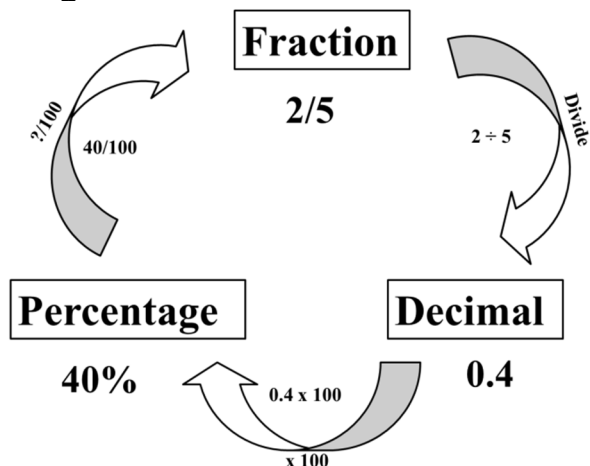 Fraction
2/5
?/100
40/100
2 ÷ 5
Divide
Percentage
40%
Decimal
0.4
0.4 x 100
x 100